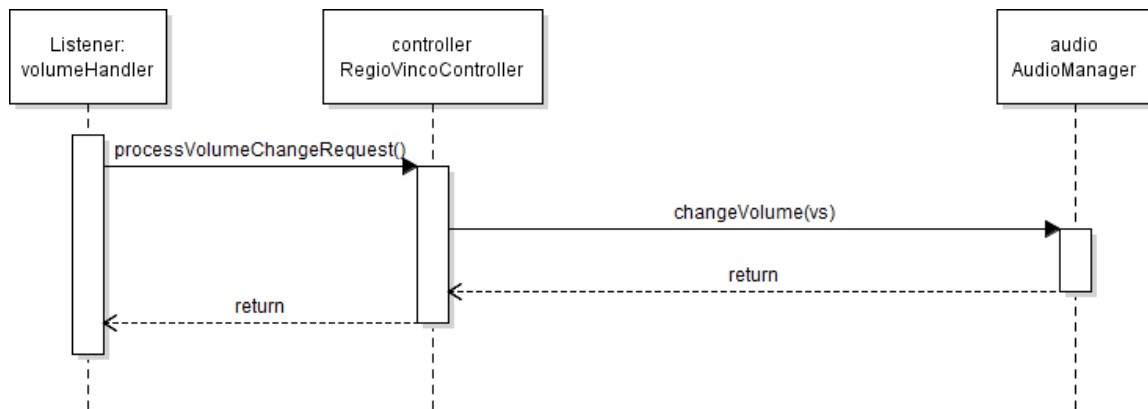 Listener:
volumeHandler
controller
RegioVincoController
audio
AudioManager
processVolumeChangeRequest()
changeVolume(vs)
return
return